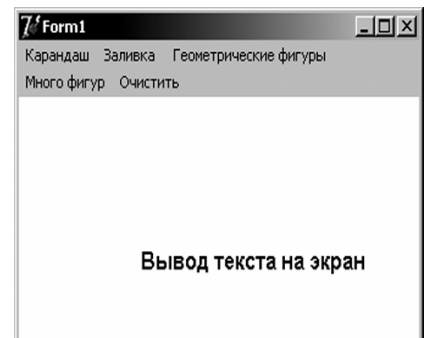 Form1
Карандаш Заливка Геометрические фигуры
Много фигур Очистить
Вывод текста на экран